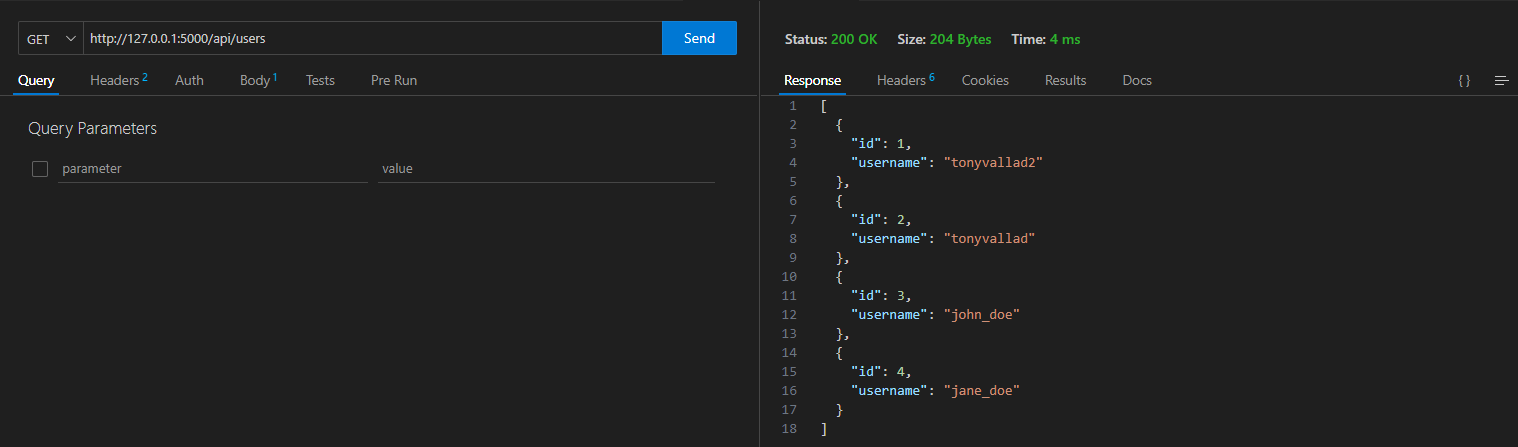 GET http://127.0.0.1:5000/api/users Send
Query Headers 2 Auth Body 1 Tests Pre Run
Query Parameters
parameter value
Status: 200 OK Size: 204 Bytes Time: 4 ms
Response Headers 6 Cookies Results Docs { }
1 [
2 {
3 "id": 1,
4 "username": "tonyvallad2"
5 },
6 {
7 "id": 2,
8 "username": "tonyvallad"
9 },
10 {
11 "id": 3,
12 "username": "john_doe"
13 },
14 {
15 "id": 4,
16 "username": "jane_doe"
17 }
18 ]